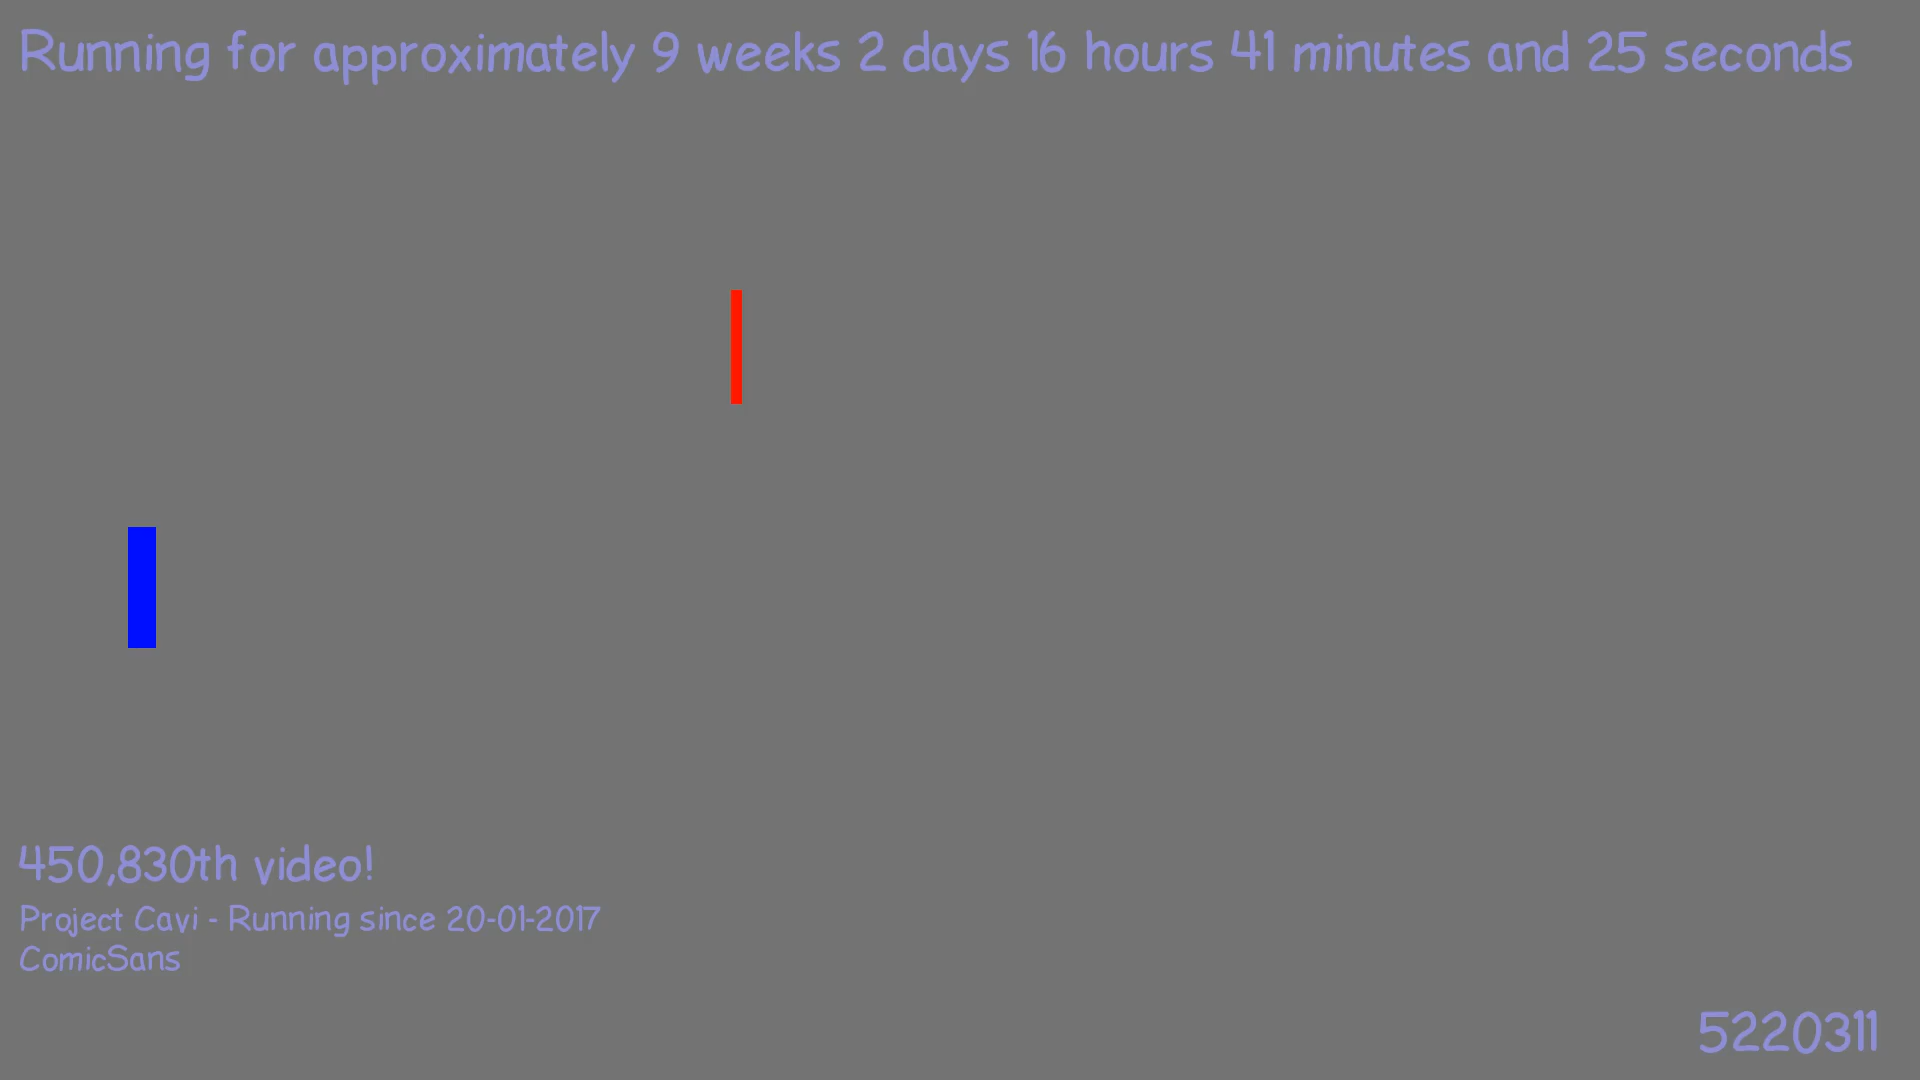 Running for approximately 9 weeks 2 days 16 hours 41 minutes and 25 seconds
450,830th video!
Project Cavi - Running since 20-01-2017
ComicSans
5220311